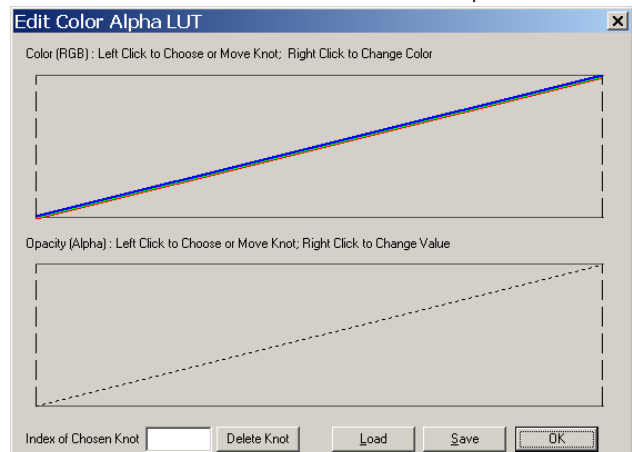 Edit Color Alpha LUT
Color (RGB) : Left Click to Choose or Move Knot; Right Click to Change Color
Opacity (Alpha) : Left Click to Choose or Move Knot; Right Click to Change Value
Index of Chosen Knot Delete Knot Load Save OK